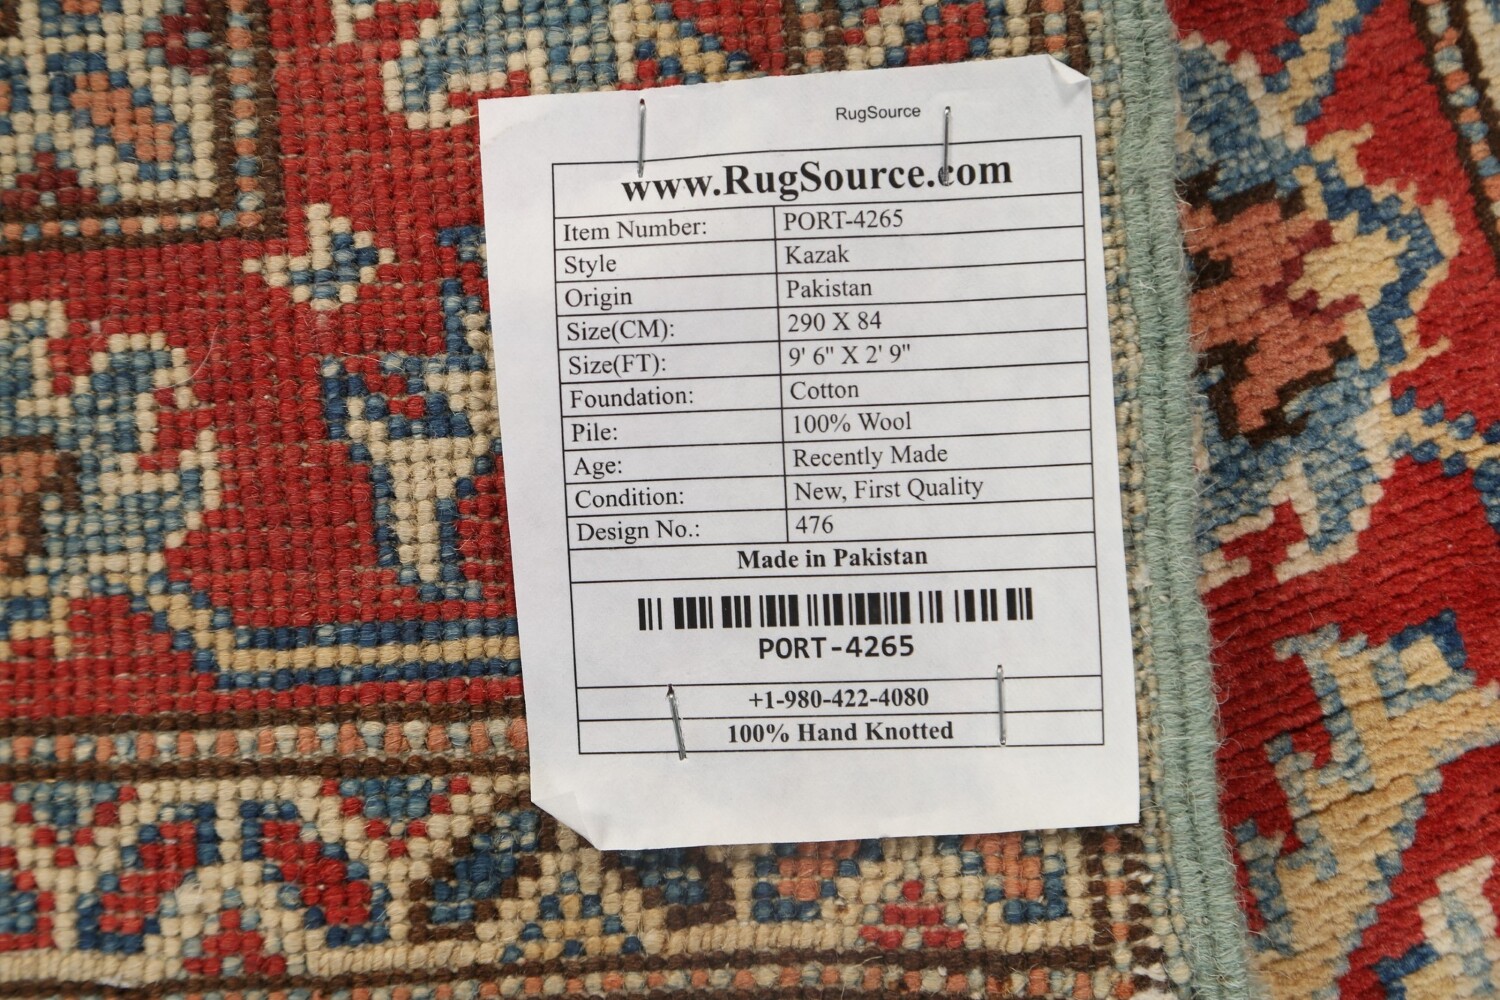 RugSource
www.RugSource.com
Item Number: PORT-4265
Style Kazak
Origin Pakistan
Size(CM): 290 X 84
Size(FT): 9' 6" X 2' 9"
Foundation: Cotton
Pile: 100% Wool
Age: Recently Made
Condition: New, First Quality
Design No.: 476
Made in Pakistan
PORT-4265
+1-980-422-4080
100% Hand Knotted